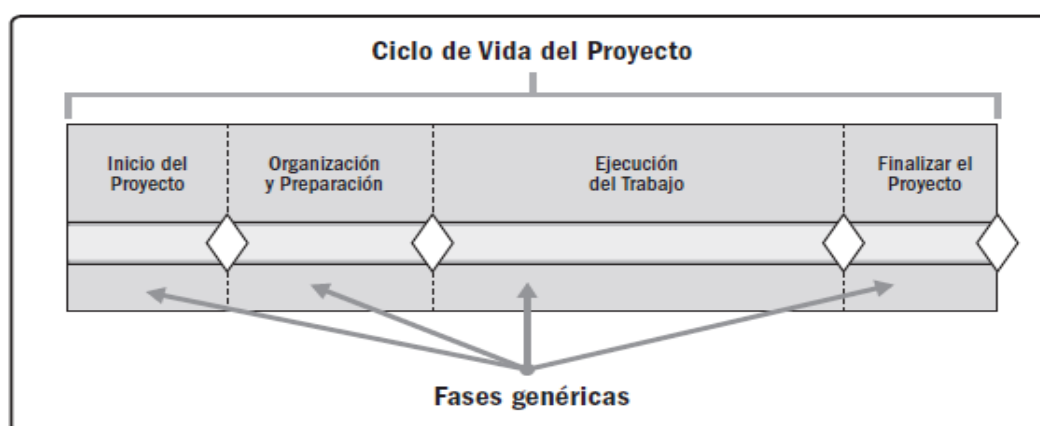 Ciclo de Vida del Proyecto
Inicio del
Proyecto
Organización
y Preparación
Ejecución
del Trabajo
Finalizar el
Proyecto
Fases genéricas